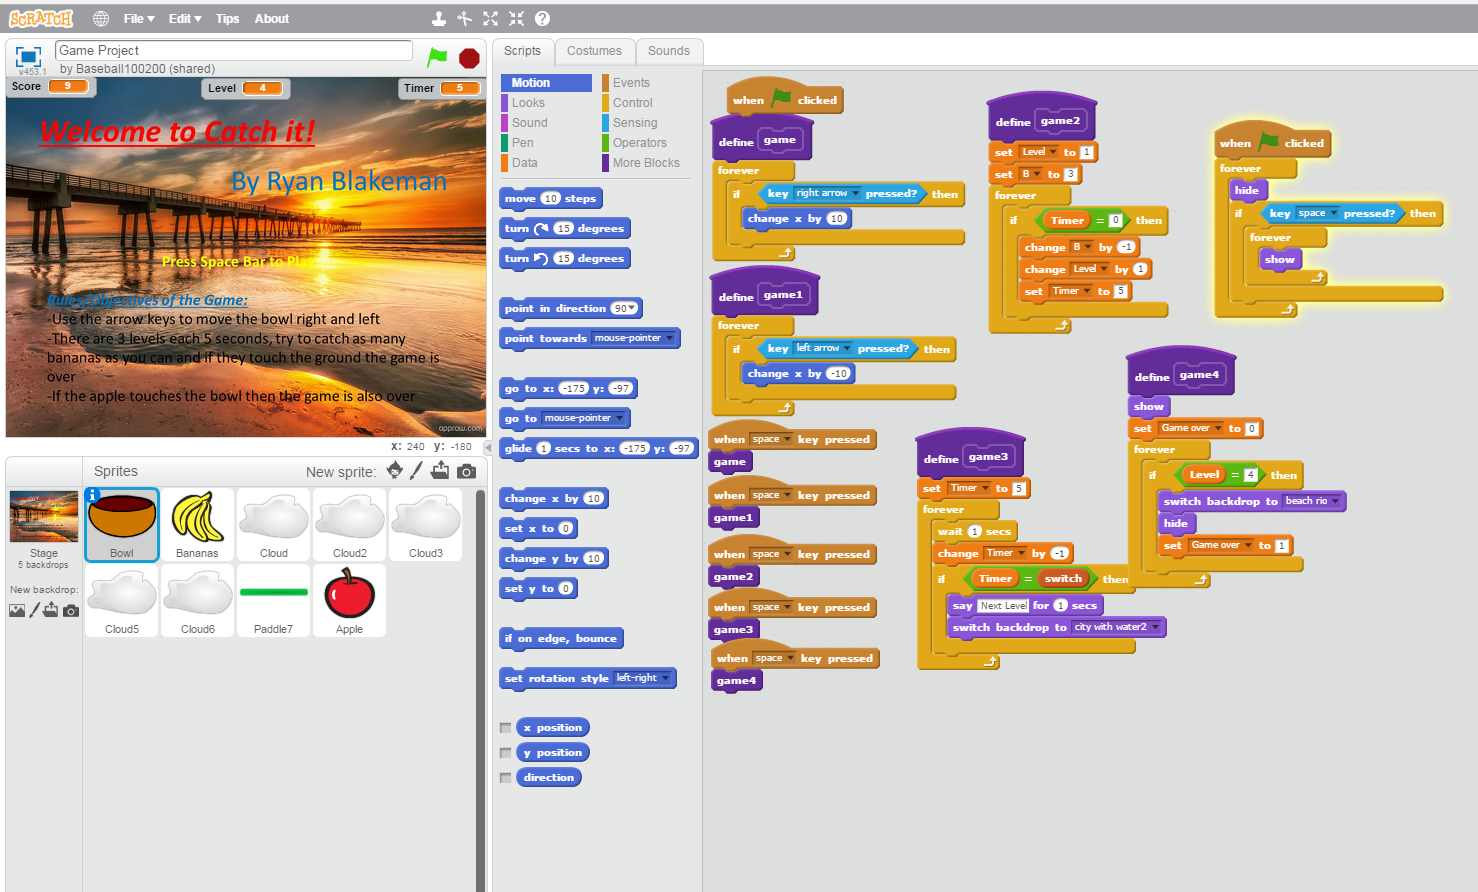 SCRATCH
File Edit Tips About
v453.1
Game Project
by Baseball100200 (shared)
Score 9
Level 4
Timer 5
Welcome to Catch it!
By Ryan Blakeman
Press Space Bar to Play
Rules/Objectives of the Game:
-Use the arrow keys to move the bowl right and left
-There are 3 levels each 5 seconds, try to catch as many
bananas as you can and if they touch the ground the game is
over
-If the apple touches the bowl then the game is also over
approw.com
x: 240 y: -180
Sprites
New sprite:
Stage
5 backdrops
New backdrop:
Bowl
Bananas
Cloud
Cloud2
Cloud3
Cloud5
Cloud6
Paddle7
Apple
Scripts Costumes Sounds
Motion Events
Looks Control
Sound Sensing
Pen Operators
Data More Blocks
move 10 steps
turn 15 degrees
turn 15 degrees
point in direction 90
point towards mouse-pointer
go to x: -175 y: -97
go to mouse-pointer
glide 1 secs to x: -175 y: -97
change x by 10
set x to 0
change y by 10
set y to 0
if on edge, bounce
set rotation style left-right
x position
y position
direction
when clicked
define game
forever
if key right arrow pressed? then
change x by 10
define game1
forever
if key left arrow pressed? then
change x by -10
when space key pressed
game
when space key pressed
game1
when space key pressed
game2
when space key pressed
game3
when space key pressed
game4
define game2
set Level to 1
set B to 3
forever
if Timer = 0 then
change B by -1
change Level by 1
set Timer to 5
define game3
set Timer to 5
forever
wait 1 secs
change Timer by -1
if Timer = switch then
say Next Level for 1 secs
switch backdrop to city with water2
when clicked
forever
hide
if key space pressed? then
forever
show
define game4
show
set Game over to 0
forever
if Level = 4 then
switch backdrop to beach rio
hide
set Game over to 1